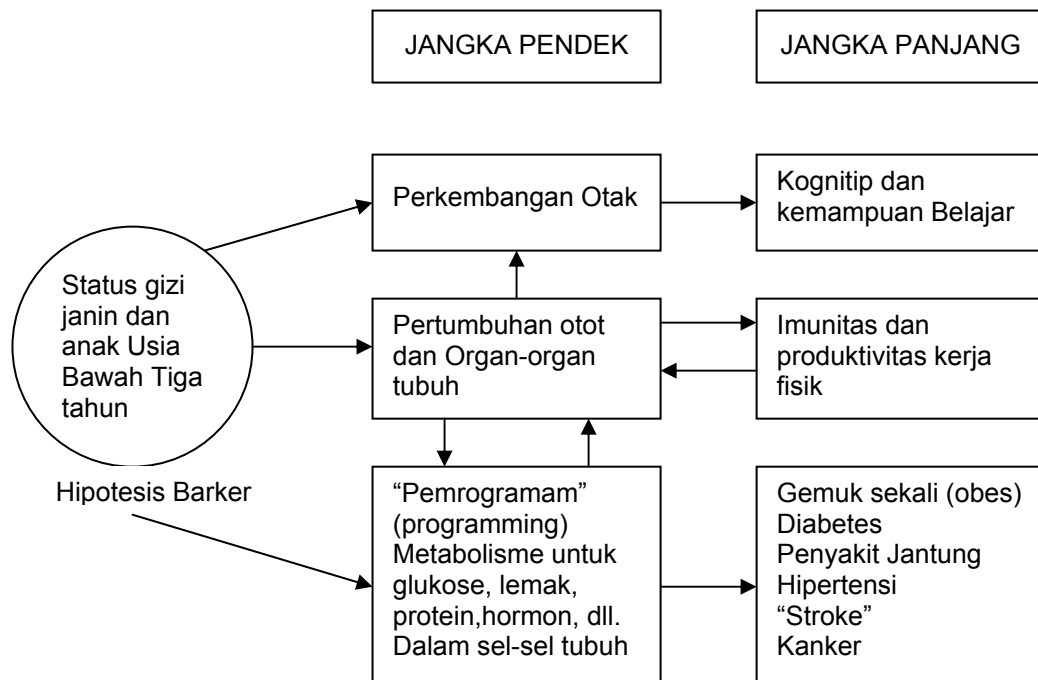 JANGKA PENDEK
JANGKA PANJANG
Perkembangan Otak
Kognitip dan
kemampuan Belajar
Status gizi
janin dan
anak Usia
Bawah Tiga
tahun
Pertumbuhan otot
dan Organ-organ
tubuh
Imunitas dan
produktivitas kerja
fisik
Hipotesis Barker
“Pemrogramam”
(programming)
Metabolisme untuk
glukose, lemak,
protein,hormon, dll.
Dalam sel-sel tubuh
Gemuk sekali (obes)
Diabetes
Penyakit Jantung
Hipertensi
“Stroke”
Kanker